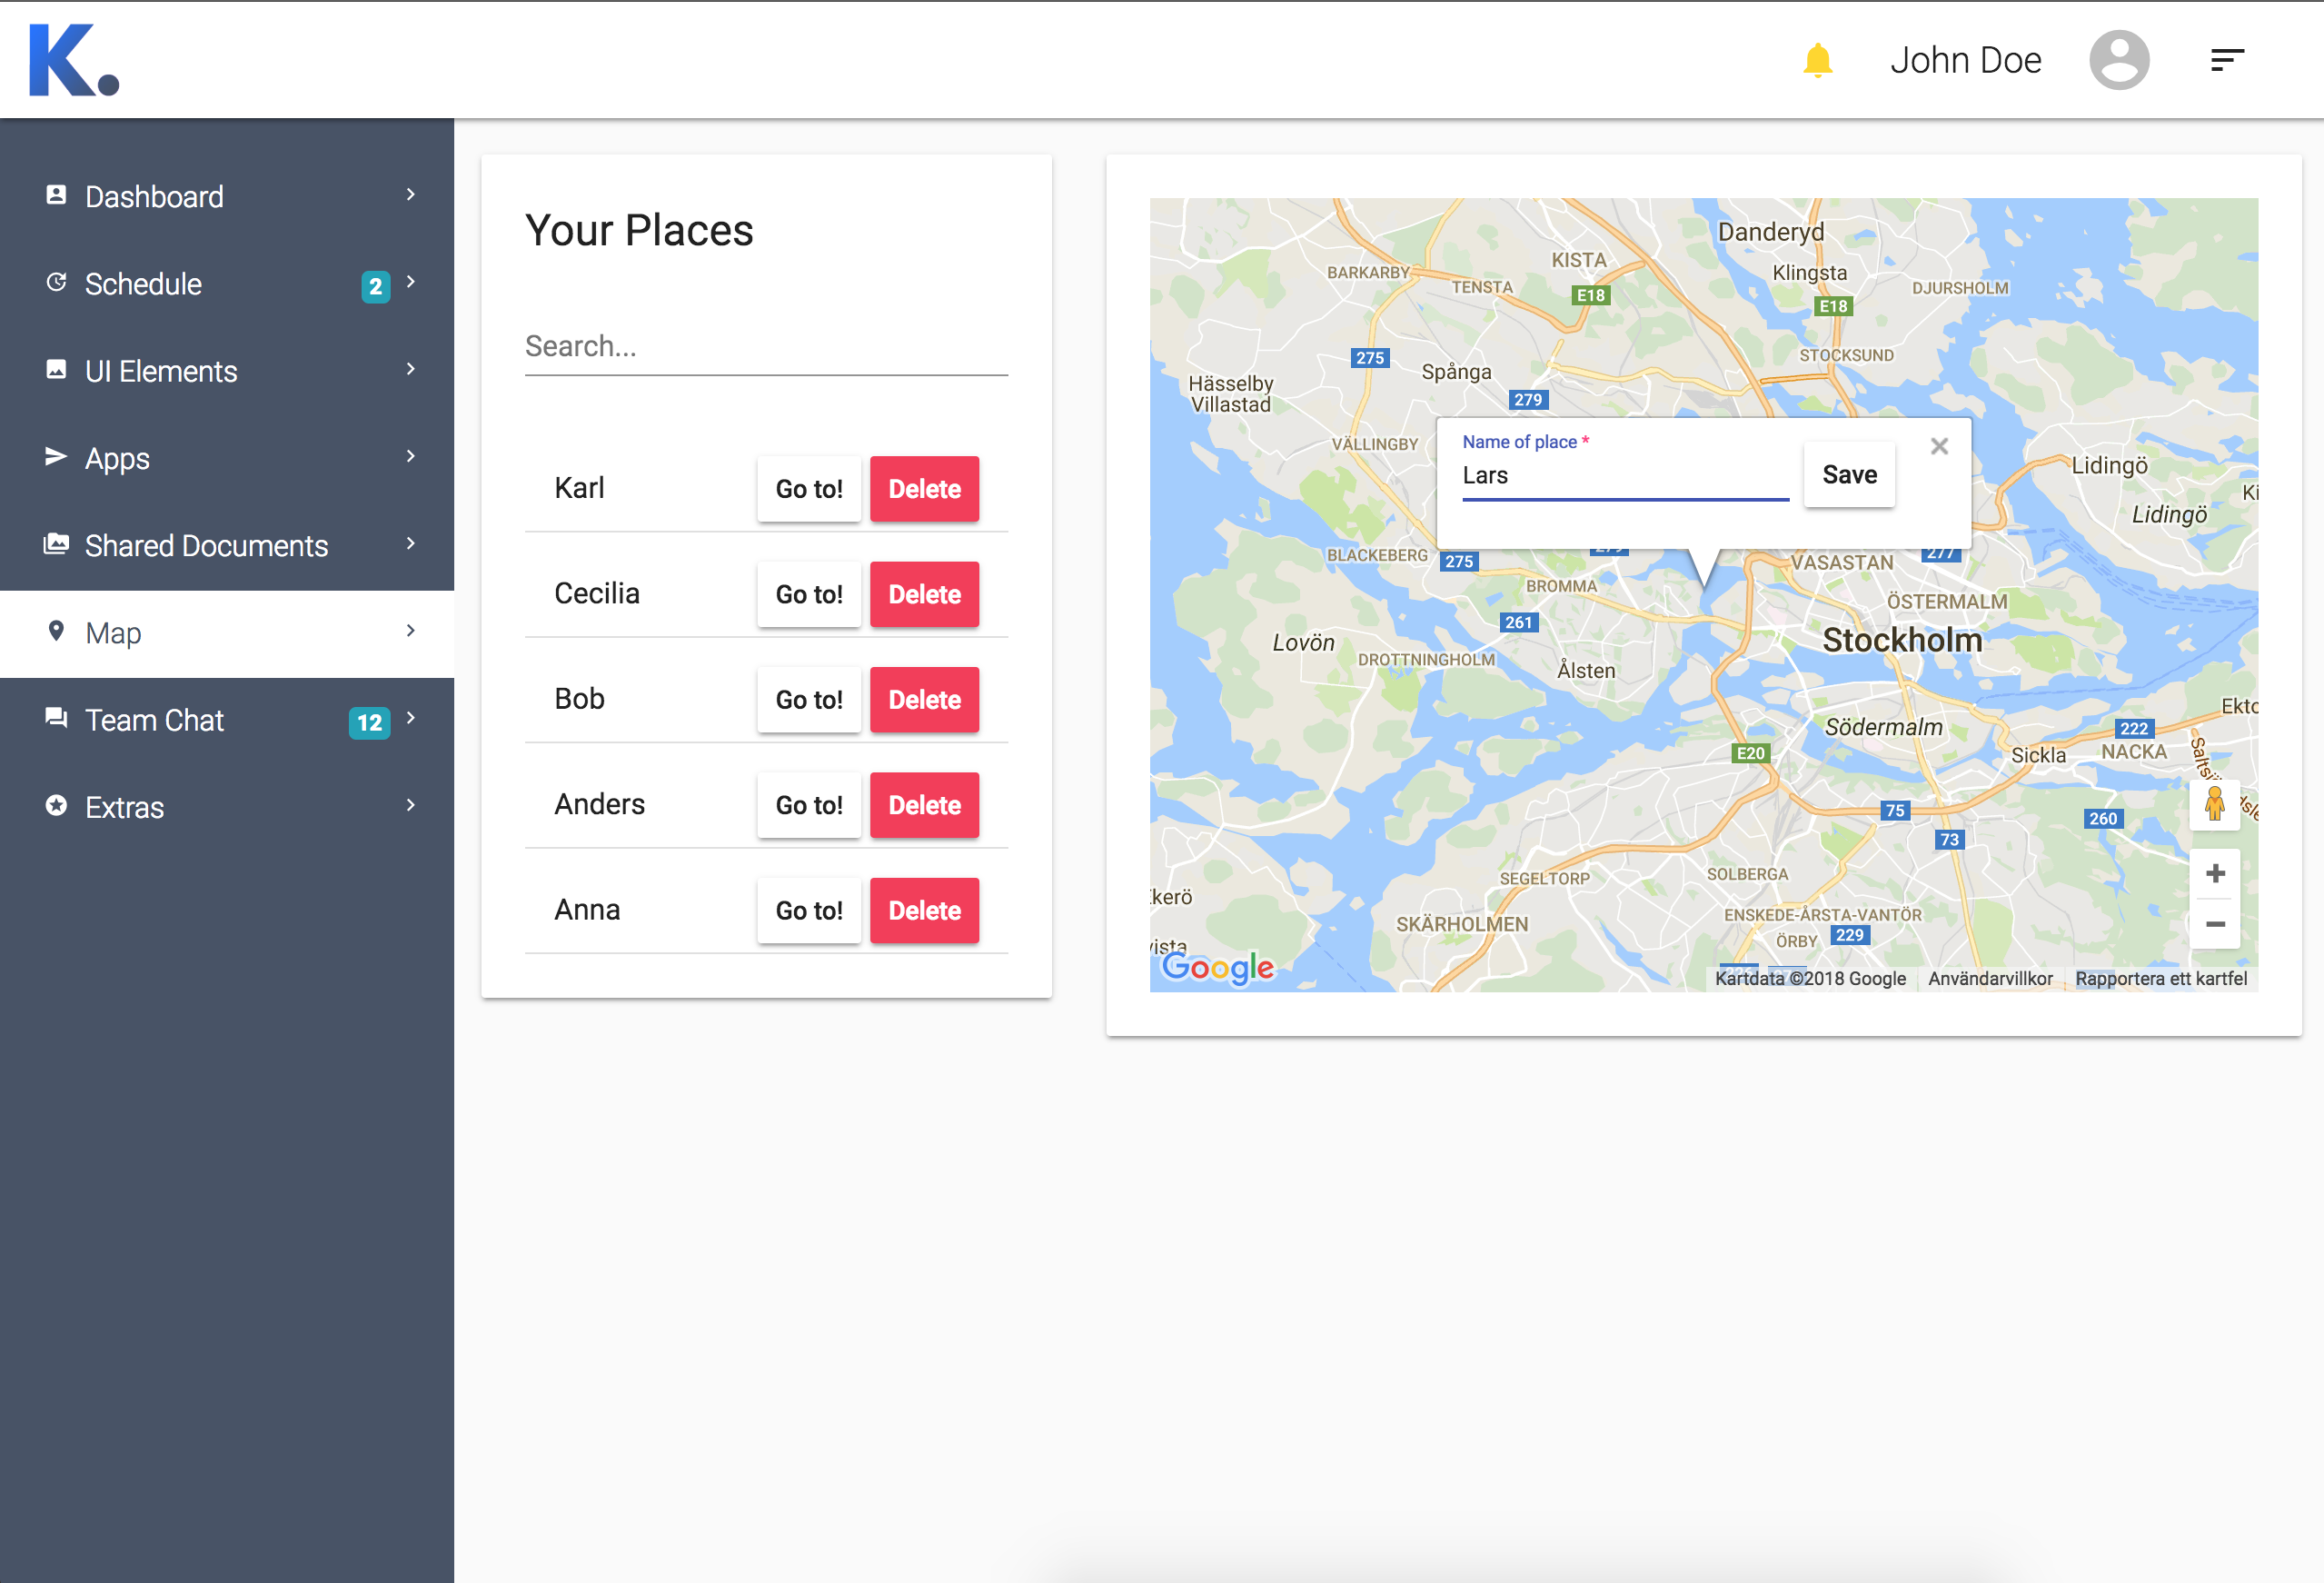 K.
John Doe
Dashboard
Schedule 2
UI Elements
Apps
Shared Documents
Map
Team Chat 12
Extras
Your Places
Search...
Karl Go to! Delete
Cecilia Go to! Delete
Bob Go to! Delete
Anders Go to! Delete
Anna Go to! Delete
Danderyd
KISTA
BARKARBY
Klingsta
TENSTA
DJURSHOLM
E18
E18
275
STOCKSUND
Spånga
Hässelby
Villastad
279
Name of place *
VÄLLINGBY
Lars
Save
Lidingö
Ki
Lidingö
BLACKEBERG
275
277
VASASTAN
BROMMA
ÖSTERMALM
261
Stockholm
Lovön
DROTTNINGHOLM
Ålsten
Ekto
Södermalm
222
E20
Sickla
NACKA
75
260
73
SEGELTORP
SOLBERGA
kerö
SKÄRHOLMEN
ENSKEDE-ÅRSTA-VANTÖR
ÖRBY
229
vista
Google
Kartdata ©2018 Google Användarvillkor Rapportera ett kartfel